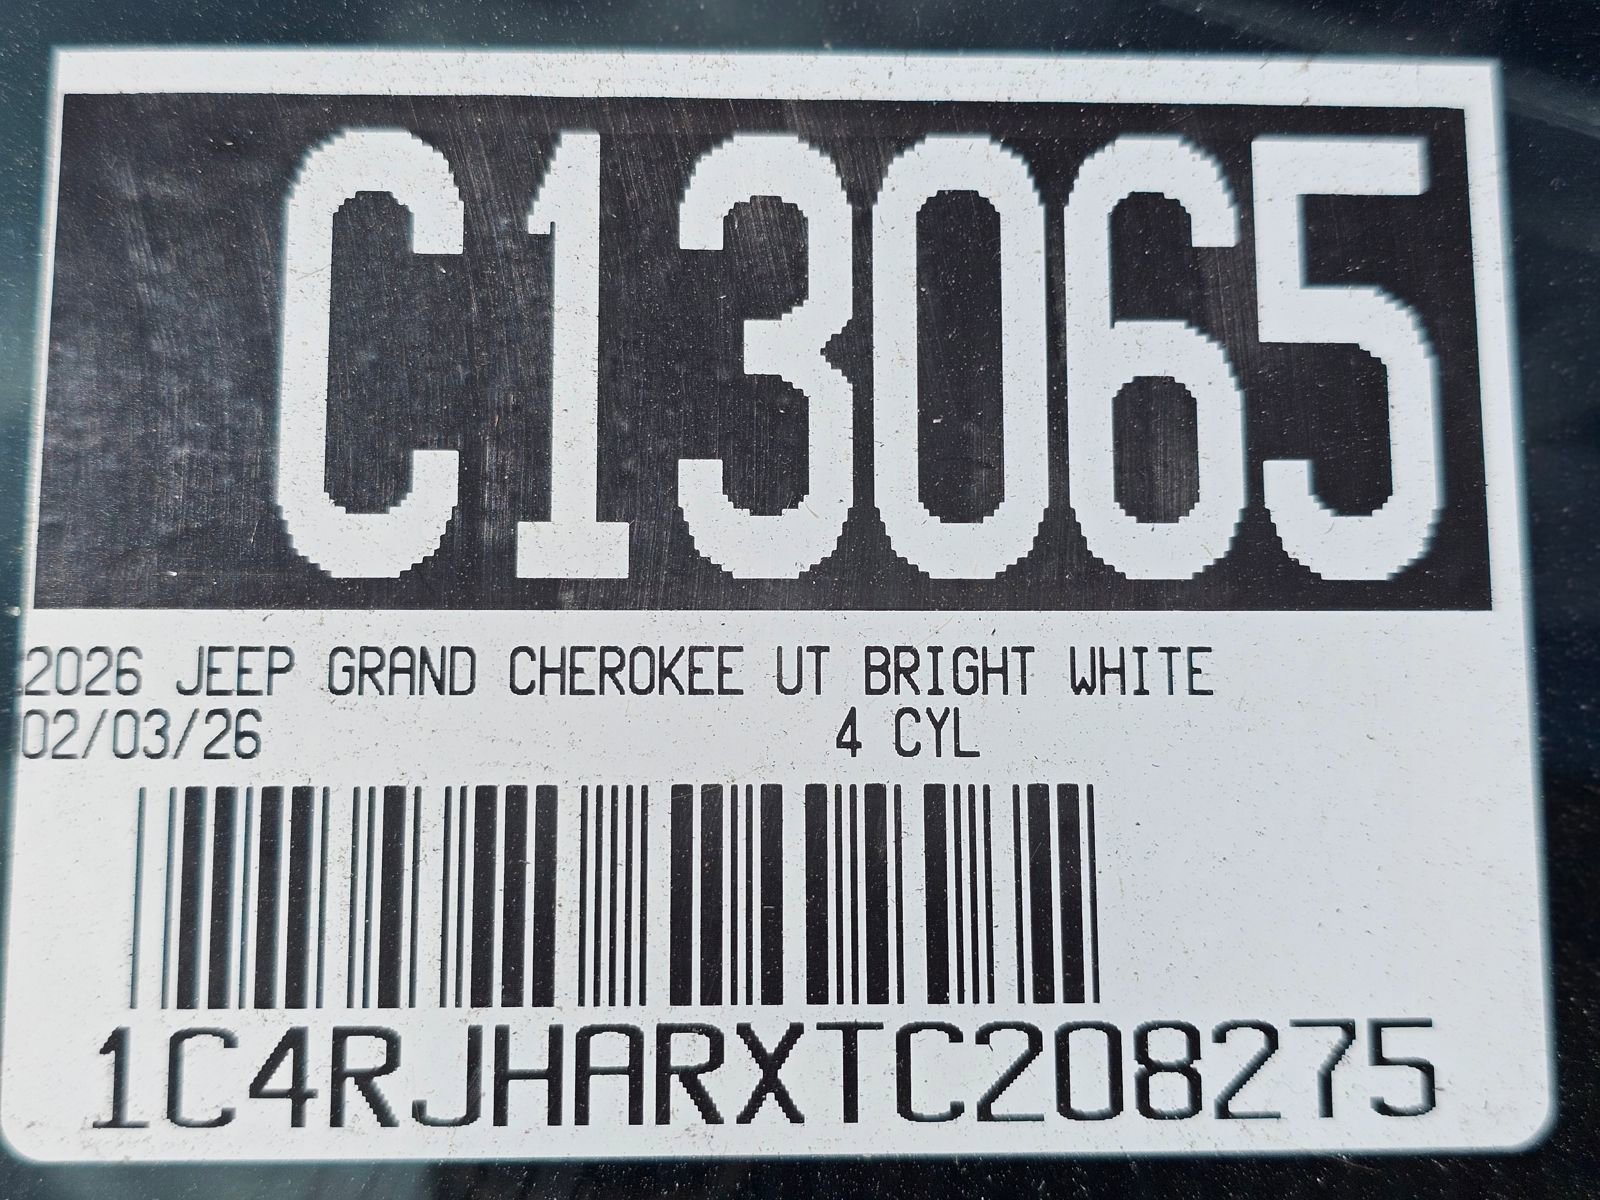 C13065
2026 JEEP GRAND CHEROKEE UT BRIGHT WHITE
02/03/26 4 CYL
1C4RJHARXTC208275